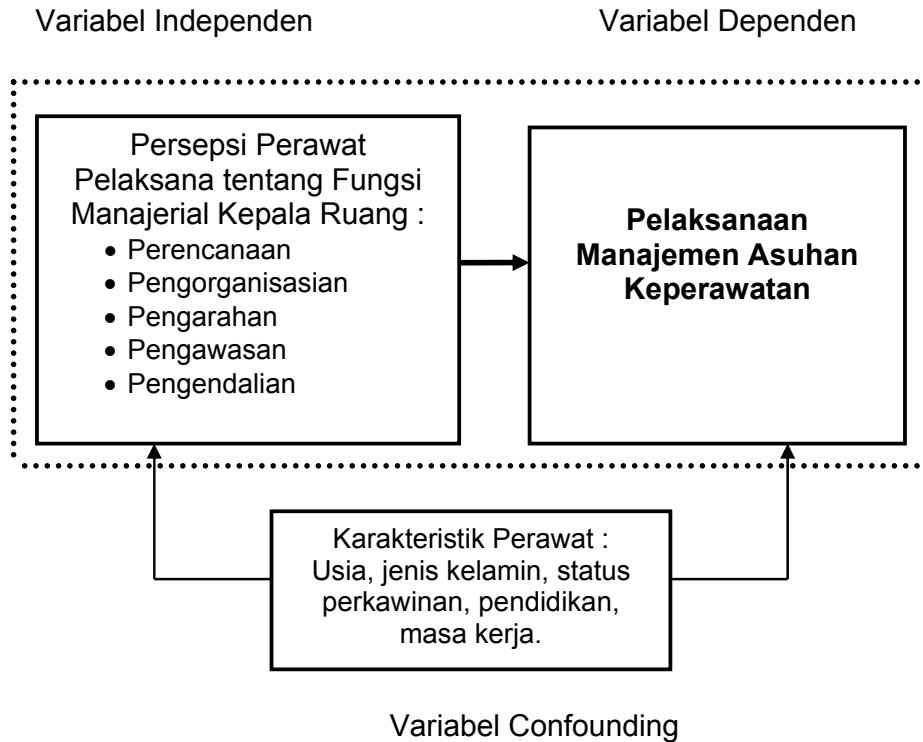 Variabel Independen
Variabel Dependen
Persepsi Perawat
Pelaksana tentang Fungsi
Manajerial Kepala Ruang :
• Perencanaan
• Pengorganisasian
• Pengarahan
• Pengawasan
• Pengendalian
Pelaksanaan
Manajemen Asuhan
Keperawatan
Karakteristik Perawat :
Usia, jenis kelamin, status
perkawinan, pendidikan,
masa kerja.
Variabel Confounding